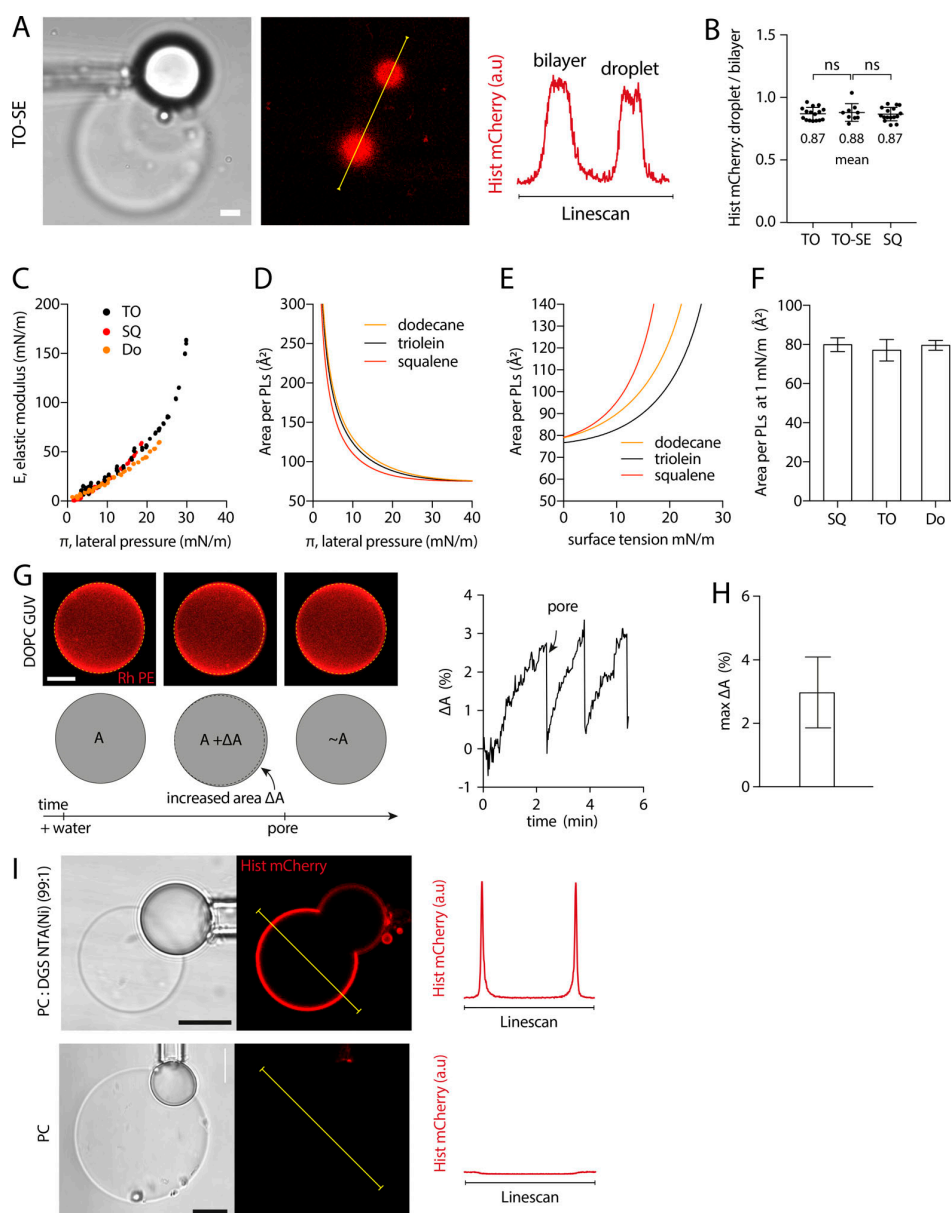 A
TO-SE
Hist mCherry (a.u)
bilayer
droplet
Linescan
B
Hist mCherry: droplet / bilayer
1.5
1.0
0.5
0.0
ns
ns
0.87
0.88
0.87
mean
TO
TO-SE
SQ
C
E, elastic modulus (mN/m)
200
150
100
50
0
TO
SQ
Do
0
10
20
30
40
π, lateral pressure (mN/m)
D
Area per PLs (Å²)
300
250
200
150
100
50
dodecane
triolein
squalene
0
20
40
π, lateral pressure (mN/m)
E
Area per PLs (Å²)
140
130
120
110
100
90
80
70
60
50
dodecane
triolein
squalene
0
10
20
30
surface tension mN/m
F
Area per PLs at 1 mN/m (Å²)
100
80
60
40
20
0
SQ
TO
Do
G
DOPC GUV
Rh PE
A
A +ΔA
~A
increased area ΔA
time
+ water
pore
ΔA (%)
4
3
2
1
0
-1
pore
0
2
4
6
time (min)
H
max ΔA (%)
6
4
2
0
I
PC : DGS NTA(Ni) (99:1)
Hist mCherry
Hist mCherry (a.u)
Linescan
PC
Hist mCherry (a.u)
Linescan